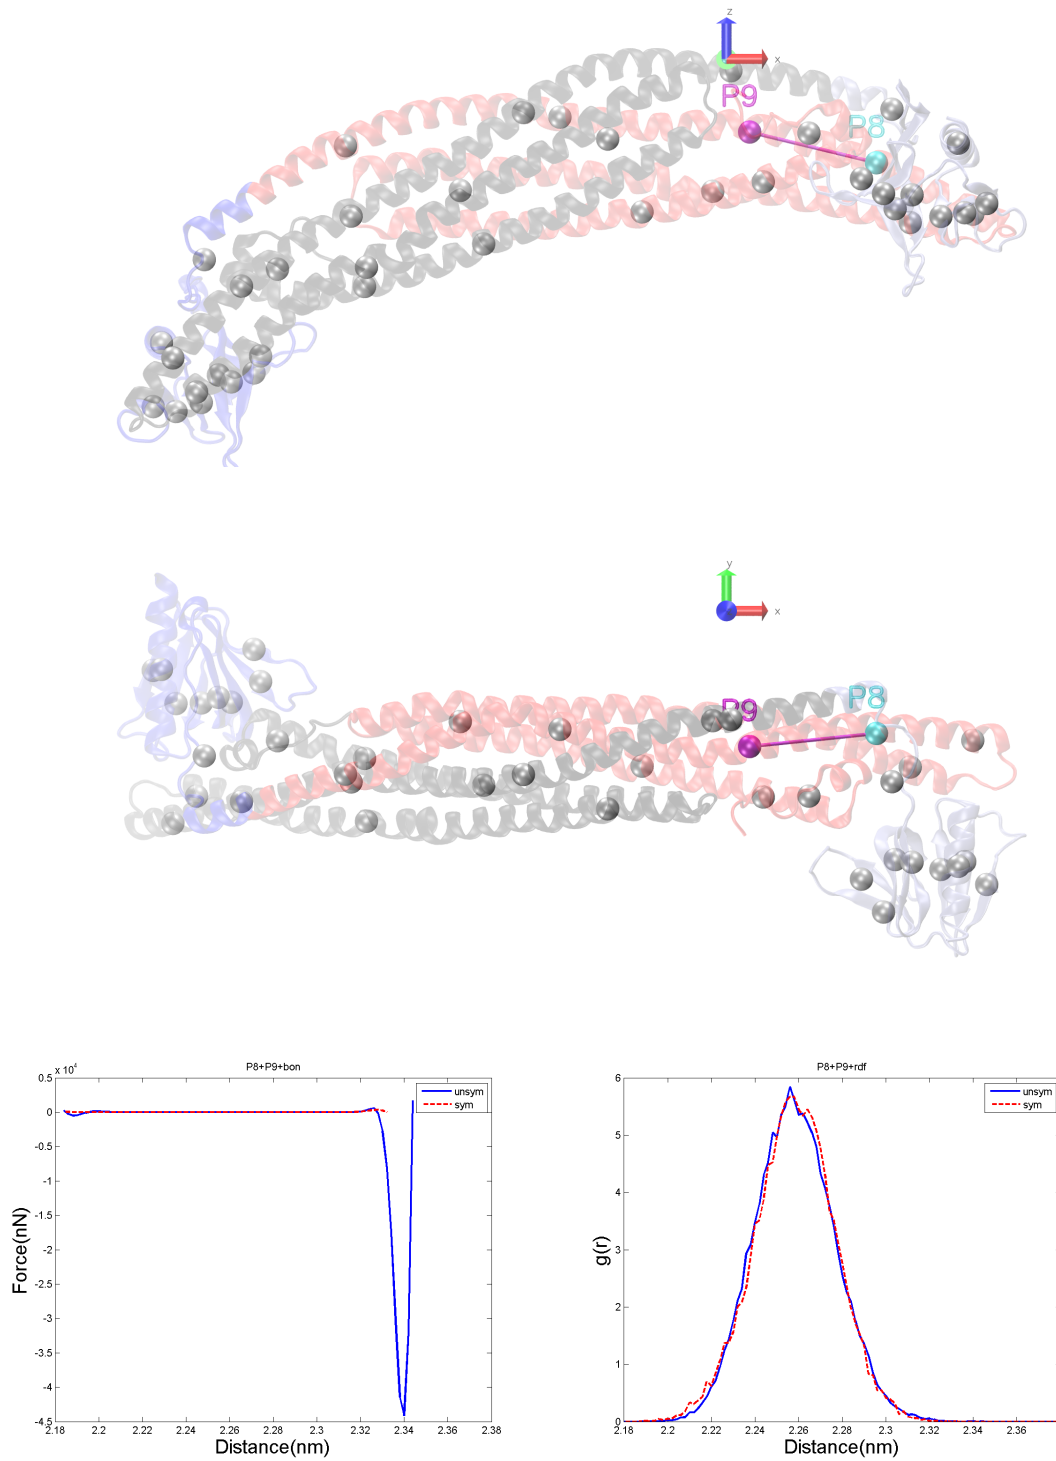 z
x
P9
P8
y
x
P9
P8
P8+P9+bon
x 10⁴
0.5
0
-0.5
-1
-1.5
-2
-2.5
-3
-3.5
-4
-4.5
unsym
sym
Force(nN)
2.18 2.2 2.22 2.24 2.26 2.28 2.3 2.32 2.34 2.36 2.38
Distance(nm)
P8+P9+rdf
6
5
4
3
2
1
0
unsym
sym
g(r)
2.18 2.2 2.22 2.24 2.26 2.28 2.3 2.32 2.34 2.36
Distance(nm)